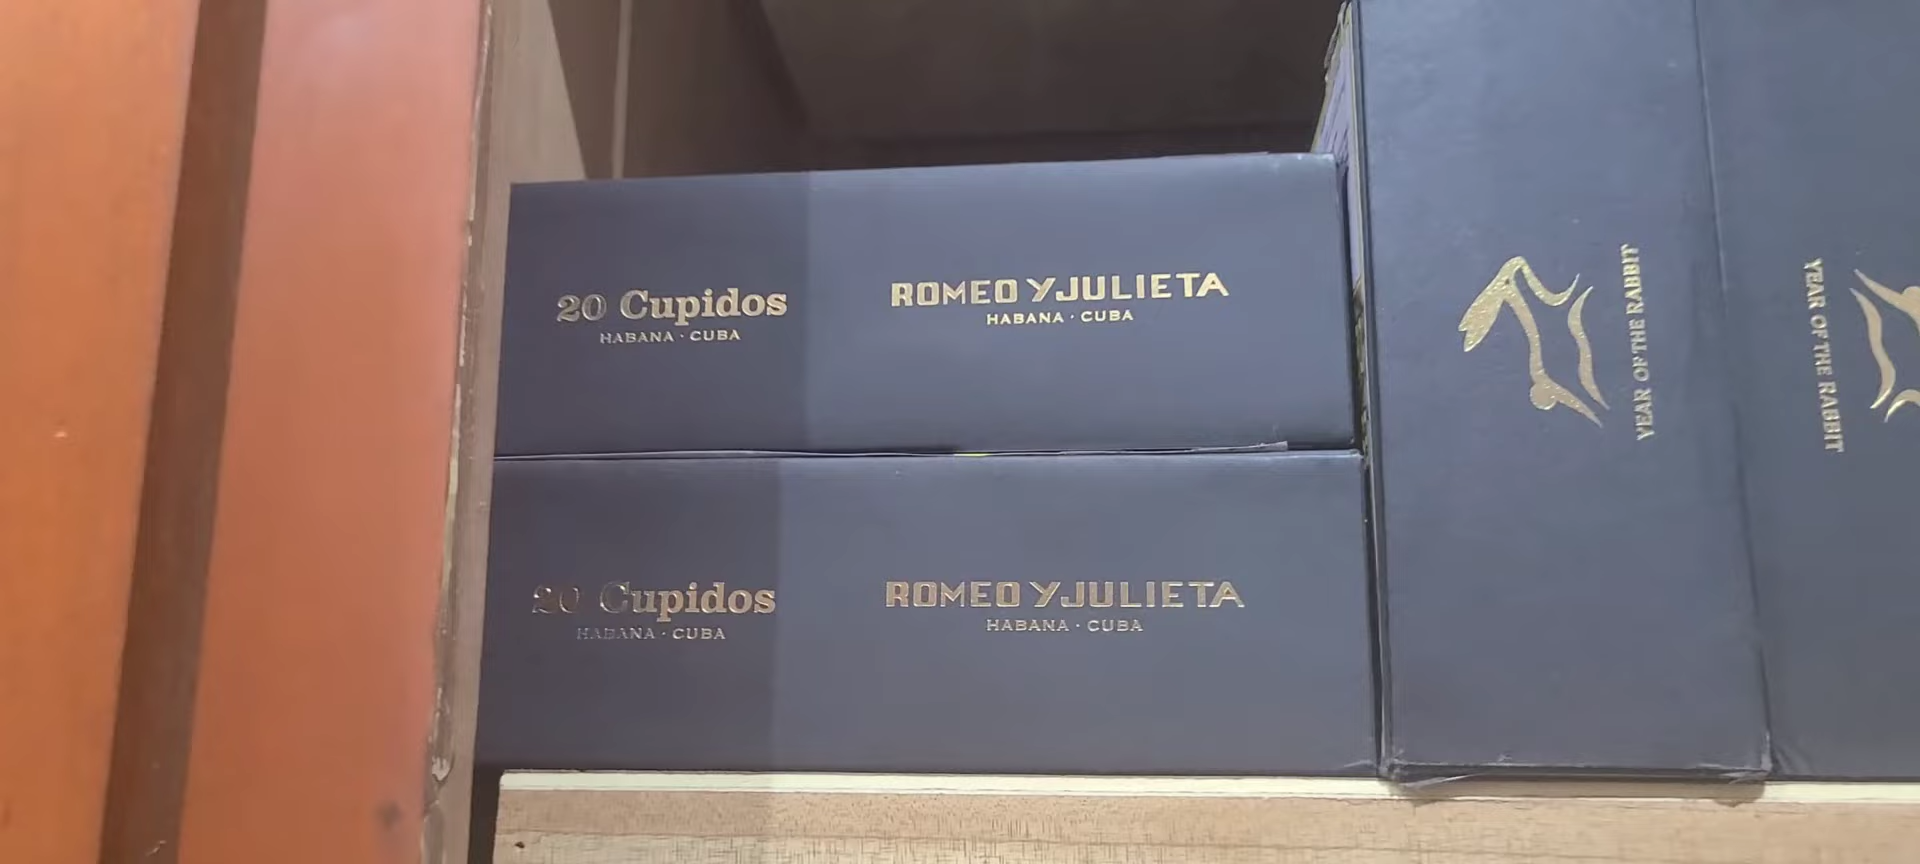 20 Cupidos
HABANA · CUBA
ROMEO Y JULIETA
HABANA · CUBA
20 Cupidos
HABANA · CUBA
ROMEO Y JULIETA
HABANA · CUBA
YEAR OF THE RABBIT
YEAR OF THE RABBIT